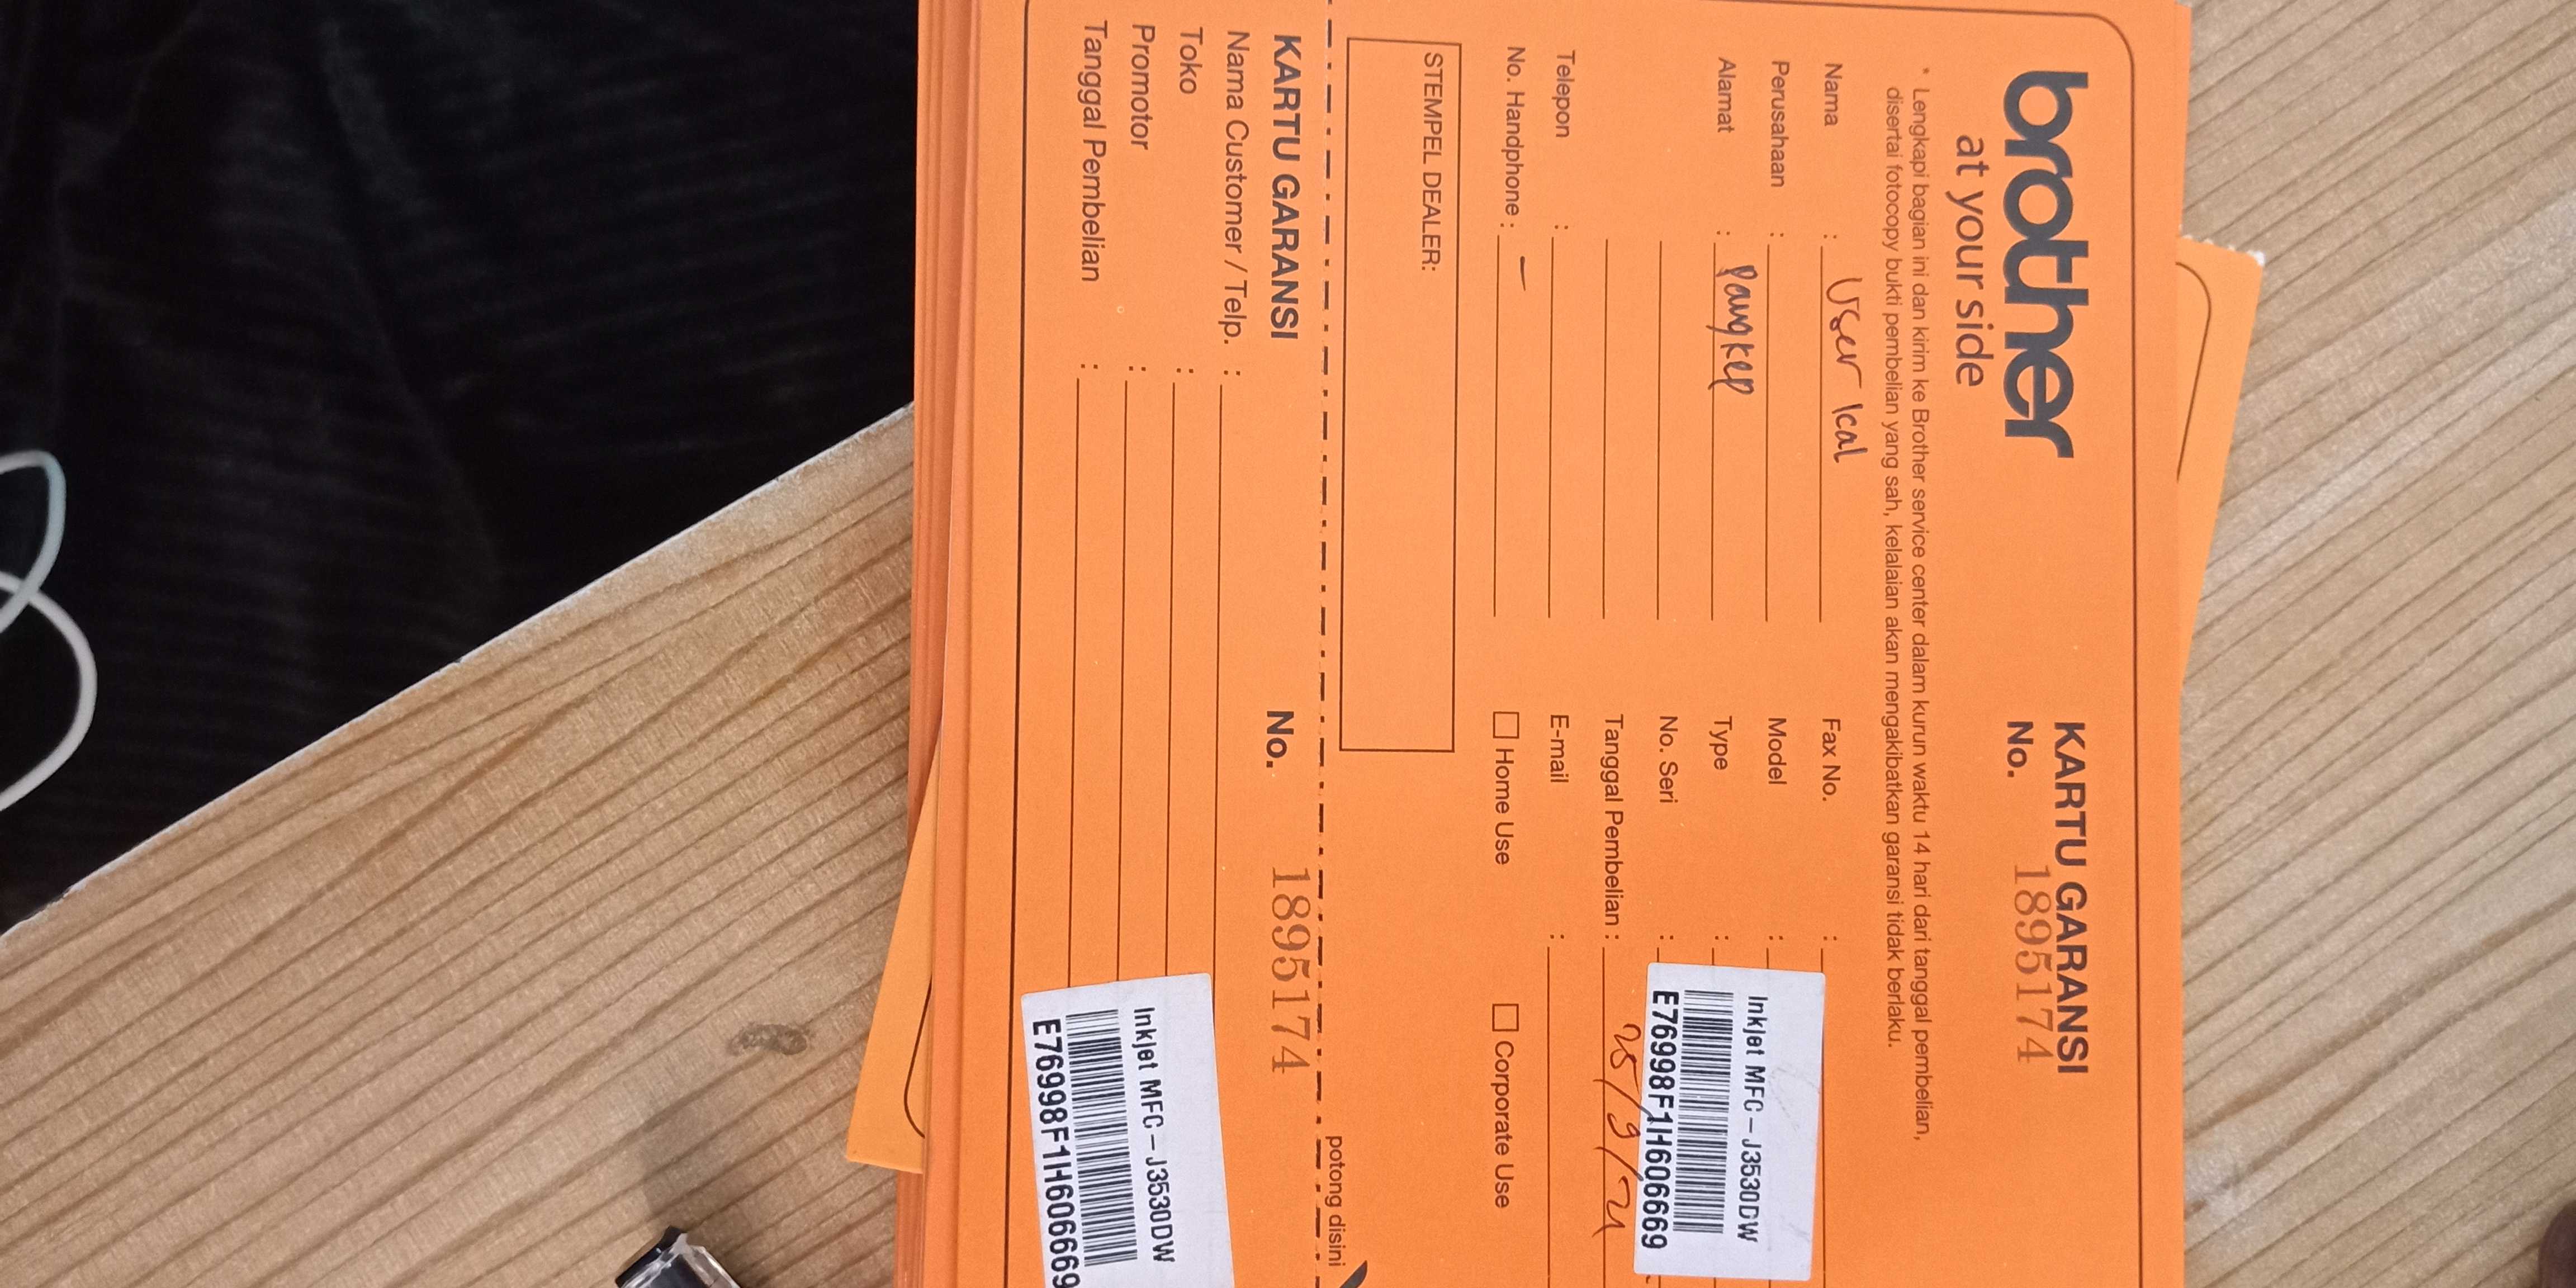 brother
at your side
KARTU GARANSI
No. 1895174
* Lengkapi bagian ini dan kirim ke Brother service center dalam kurun waktu 14 hari dari tanggal pembelian,
disertai fotocopy bukti pembelian yang sah, kelalaian akan mengakibatkan garansi tidak berlaku.
Nama : User Ical
Perusahaan :
Alamat : Pangkep
Telepon :
No. Handphone : –
Fax No. :
Model :
Type :
No. Seri :
Inkjet MFC-J3530DW
E76998F1H606669
Tanggal Pembelian : 25/9/21
E-mail :
Home Use
Corporate Use
STEMPEL DEALER:
potong disini
KARTU GARANSI
No. 1895174
Nama Customer / Telp. :
Toko :
Promotor :
Tanggal Pembelian :
Inkjet MFC-J3530DW
E76998F1H606669